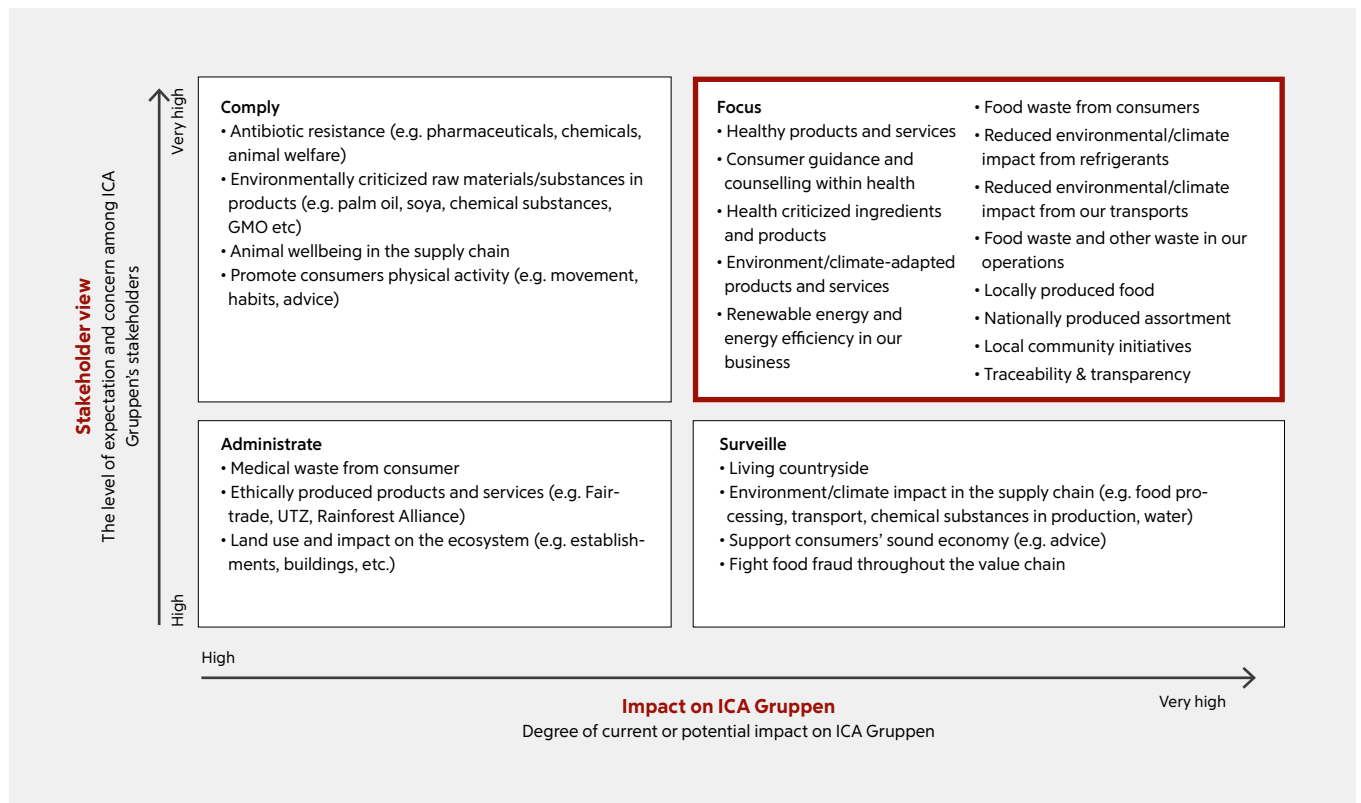 Stakeholder view
The level of expectation and concern among ICA
Gruppen's stakeholders
Very high
High
Comply
• Antibiotic resistance (e.g. pharmaceuticals, chemicals,
animal welfare)
• Environmentally criticized raw materials/substances in
products (e.g. palm oil, soya, chemical substances,
GMO etc)
• Animal wellbeing in the supply chain
• Promote consumers physical activity (e.g. movement,
habits, advice)
Focus
• Healthy products and services
• Consumer guidance and
counselling within health
• Health criticized ingredients
and products
• Environment/climate-adapted
products and services
• Renewable energy and
energy efficiency in our
business
• Food waste from consumers
• Reduced environmental/climate
impact from refrigerants
• Reduced environmental/climate
impact from our transports
• Food waste and other waste in our
operations
• Locally produced food
• Nationally produced assortment
• Local community initiatives
• Traceability & transparency
Administrate
• Medical waste from consumer
• Ethically produced products and services (e.g. Fair-
trade, UTZ, Rainforest Alliance)
• Land use and impact on the ecosystem (e.g. establish-
ments, buildings, etc.)
Surveille
• Living countryside
• Environment/climate impact in the supply chain (e.g. food pro-
cessing, transport, chemical substances in production, water)
• Support consumers’ sound economy (e.g. advice)
• Fight food fraud throughout the value chain
High
Very high
Impact on ICA Gruppen
Degree of current or potential impact on ICA Gruppen